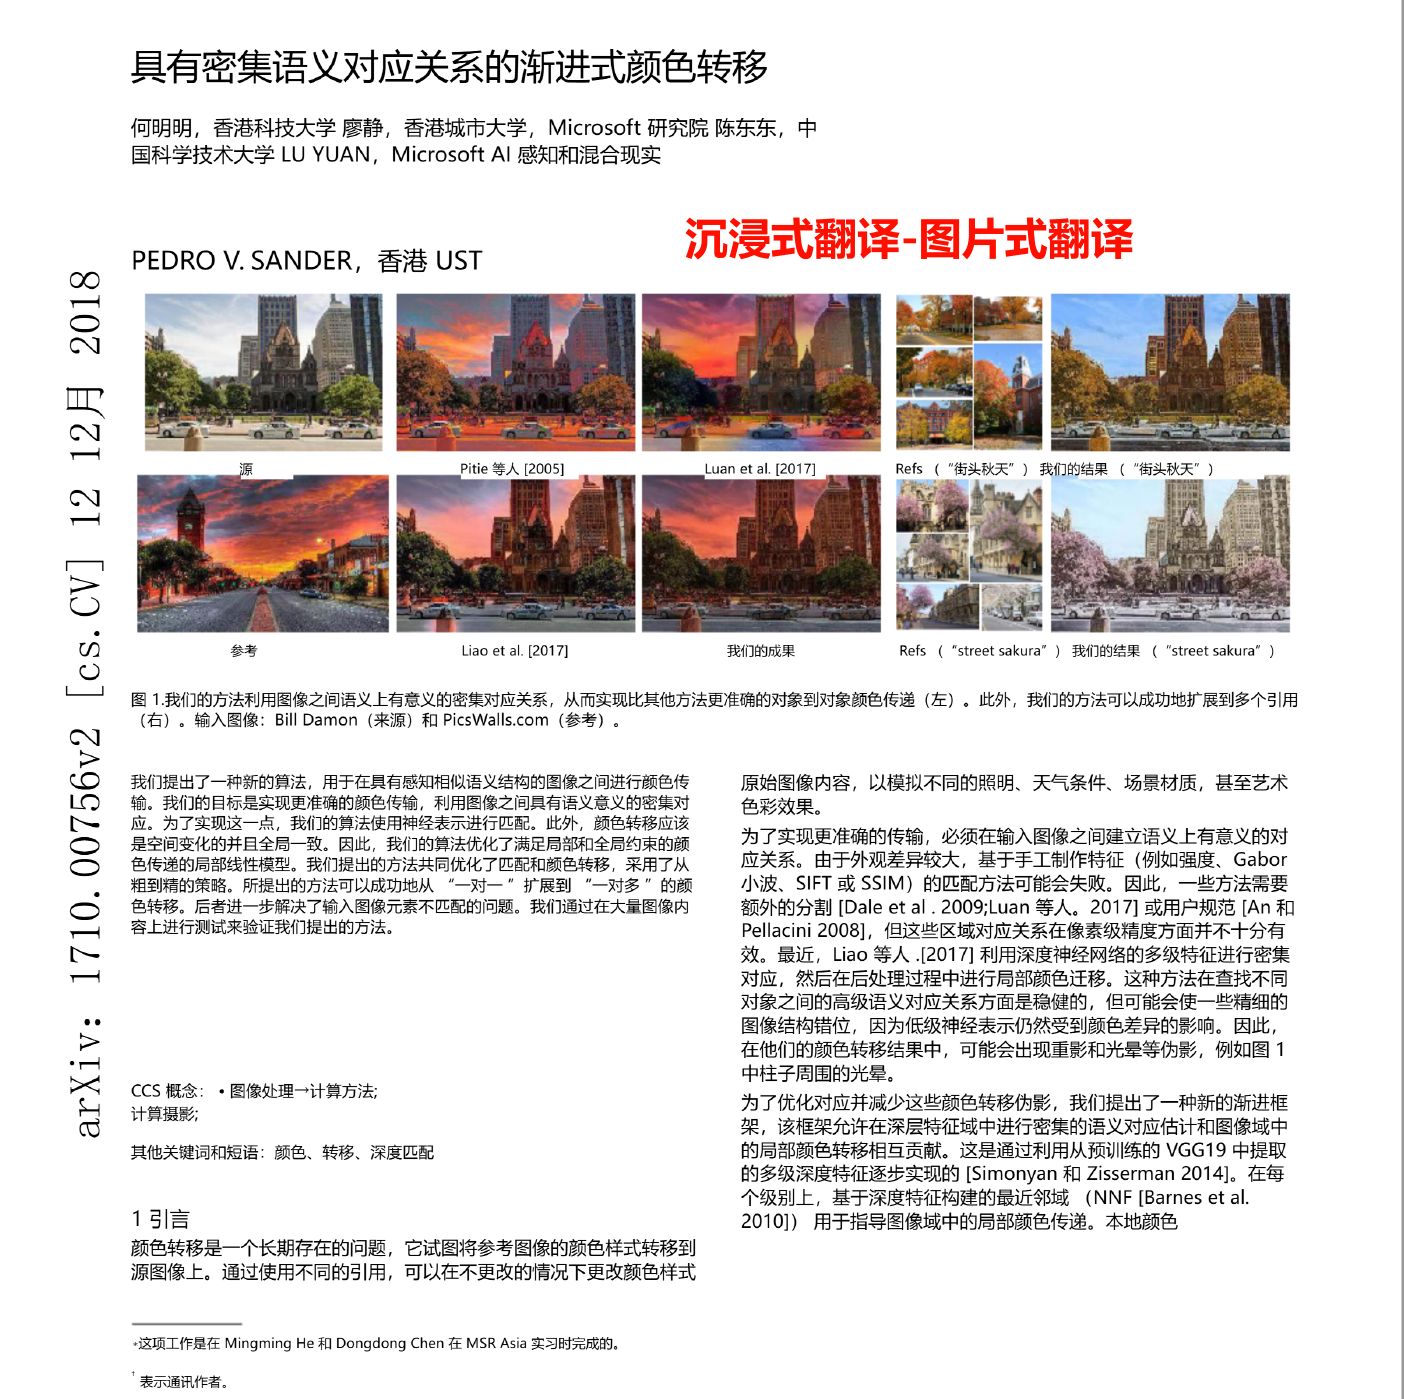 具有密集语义对应关系的渐进式颜色转移
何明明，香港科技大学 廖静，香港城市大学，Microsoft 研究院 陈东东，中
国科学技术大学 LU YUAN，Microsoft AI 感知和混合现实
沉浸式翻译-图片式翻译
PEDRO V. SANDER，香港 UST
arXiv: 1710.00756v2 [cs.CV] 12 12月 2018
源
Pitie 等人 [2005]
Luan et al. [2017]
Refs （“街头秋天”） 我们的结果 （“街头秋天”）
参考
Liao et al. [2017]
我们的成果
Refs （“street sakura”） 我们的结果 （“street sakura”）
图 1.我们的方法利用图像之间语义上有意义的密集对应关系，从而实现比其他方法更准确的对象到对象颜色传递（左）。此外，我们的方法可以成功地扩展到多个引用
（右）。输入图像：Bill Damon（来源）和 PicsWalls.com（参考）。
我们提出了一种新的算法，用于在具有感知相似语义结构的图像之间进行颜色传
输。我们的目标是实现更准确的颜色传输，利用图像之间具有语义意义的密集对
应。为了实现这一点，我们的算法使用神经表示进行匹配。此外，颜色转移应该
是空间变化的并且全局一致。因此，我们的算法优化了满足局部和全局约束的颜
色传递的局部线性模型。我们提出的方法共同优化了匹配和颜色转移，采用了从
粗到精的策略。所提出的方法可以成功地从 “一对一 ”扩展到 “一对多 ”的颜
色转移。后者进一步解决了输入图像元素不匹配的问题。我们通过在大量图像内
容上进行测试来验证我们提出的方法。
CCS 概念： • 图像处理→计算方法;
计算摄影;
其他关键词和短语：颜色、转移、深度匹配
1 引言
颜色转移是一个长期存在的问题，它试图将参考图像的颜色样式转移到
源图像上。通过使用不同的引用，可以在不更改的情况下更改颜色样式
*这项工作是在 Mingming He 和 Dongdong Chen 在 MSR Asia 实习时完成的。
† 表示通讯作者。
原始图像内容，以模拟不同的照明、天气条件、场景材质，甚至艺术
色彩效果。
为了实现更准确的传输，必须在输入图像之间建立语义上有意义的对
应关系。由于外观差异较大，基于手工制作特征（例如强度、Gabor
小波、SIFT 或 SSIM）的匹配方法可能会失败。因此，一些方法需要
额外的分割 [Dale et al . 2009;Luan 等人。2017] 或用户规范 [An 和
Pellacini 2008]，但这些区域对应关系在像素级精度方面并不十分有
效。最近，Liao 等人 .[2017] 利用深度神经网络的多级特征进行密集
对应，然后在后处理过程中进行局部颜色迁移。这种方法在查找不同
对象之间的高级语义对应关系方面是稳健的，但可能会使一些精细的
图像结构错位，因为低级神经表示仍然受到颜色差异的影响。因此，
在他们的颜色转移结果中，可能会出现重影和光晕等伪影，例如图 1
中柱子周围的光晕。
为了优化对应并减少这些颜色转移伪影，我们提出了一种新的渐进框
架，该框架允许在深层特征域中进行密集的语义对应估计和图像域中
的局部颜色转移相互贡献。这是通过利用从预训练的 VGG19 中提取
的多级深度特征逐步实现的 [Simonyan 和 Zisserman 2014]。在每
个级别上，基于深度特征构建的最近邻域 （NNF [Barnes et al.
2010]） 用于指导图像域中的局部颜色传递。本地颜色